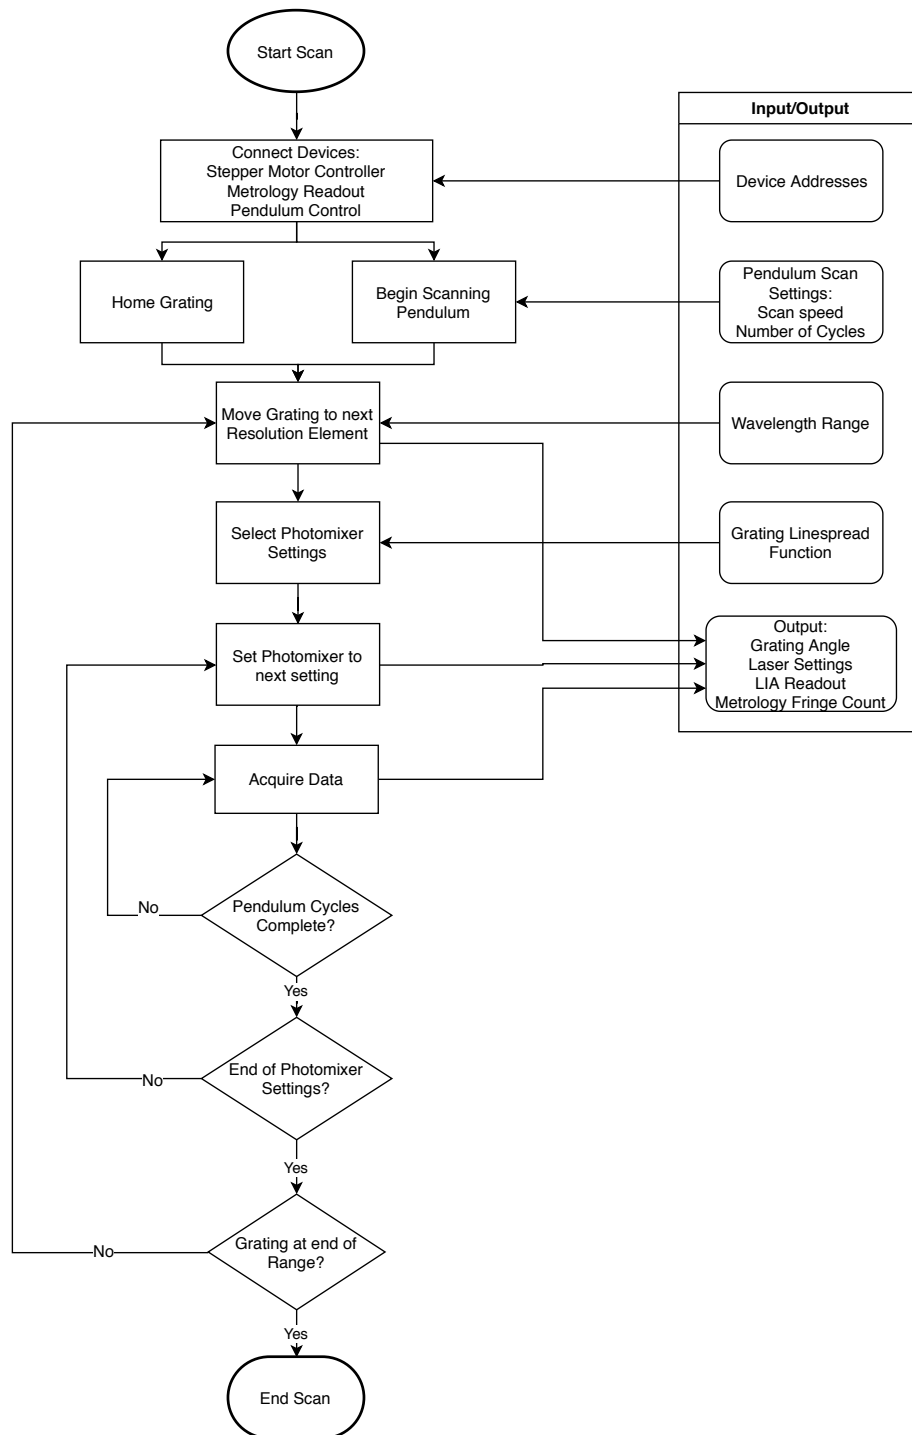 Start Scan
Input/Output
Connect Devices:
Stepper Motor Controller
Metrology Readout
Pendulum Control
Device Addresses
Home Grating
Begin Scanning
Pendulum
Pendulum Scan
Settings:
Scan speed
Number of Cycles
Move Grating to next
Resolution Element
Wavelength Range
Select Photomixer
Settings
Grating Linespread
Function
Set Photomixer to
next setting
Output:
Grating Angle
Laser Settings
LIA Readout
Metrology Fringe Count
Acquire Data
Pendulum Cycles
Complete?
No
Yes
End of Photomixer
Settings?
No
Yes
Grating at end of
Range?
No
Yes
End Scan